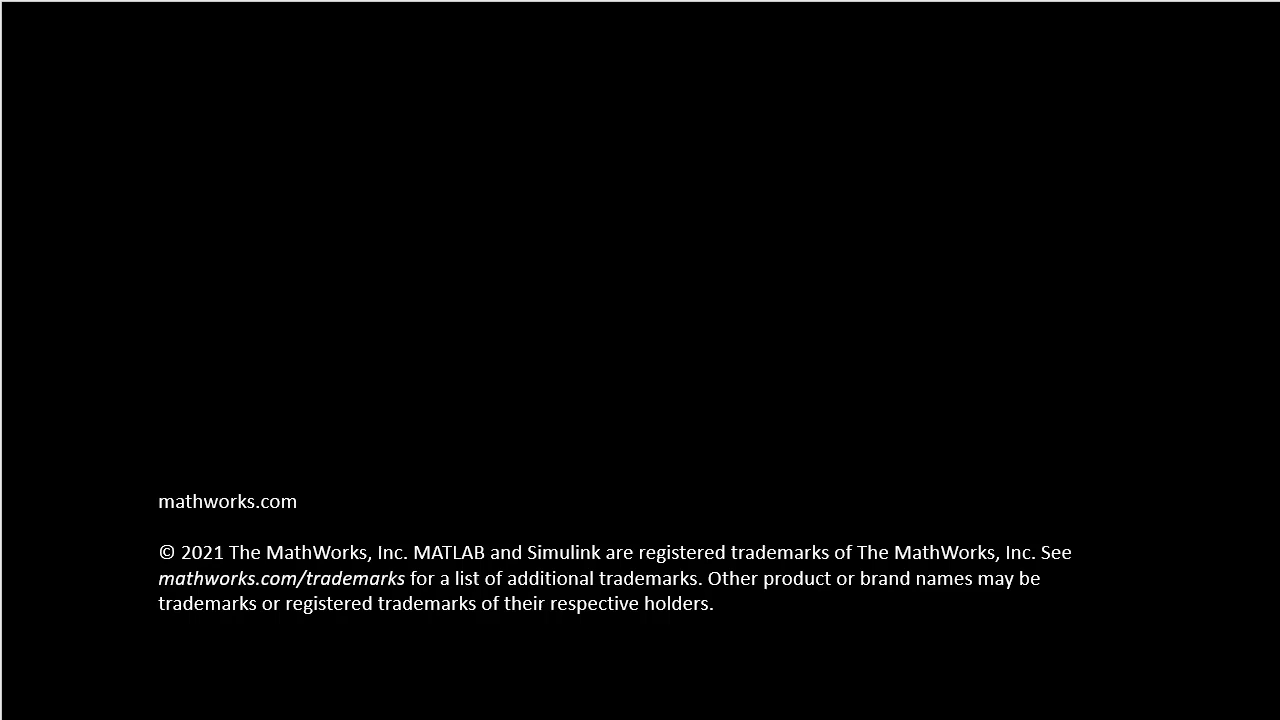 mathworks.com
© 2021 The MathWorks, Inc. MATLAB and Simulink are registered trademarks of The MathWorks, Inc. See
mathworks.com/trademarks for a list of additional trademarks. Other product or brand names may be
trademarks or registered trademarks of their respective holders.